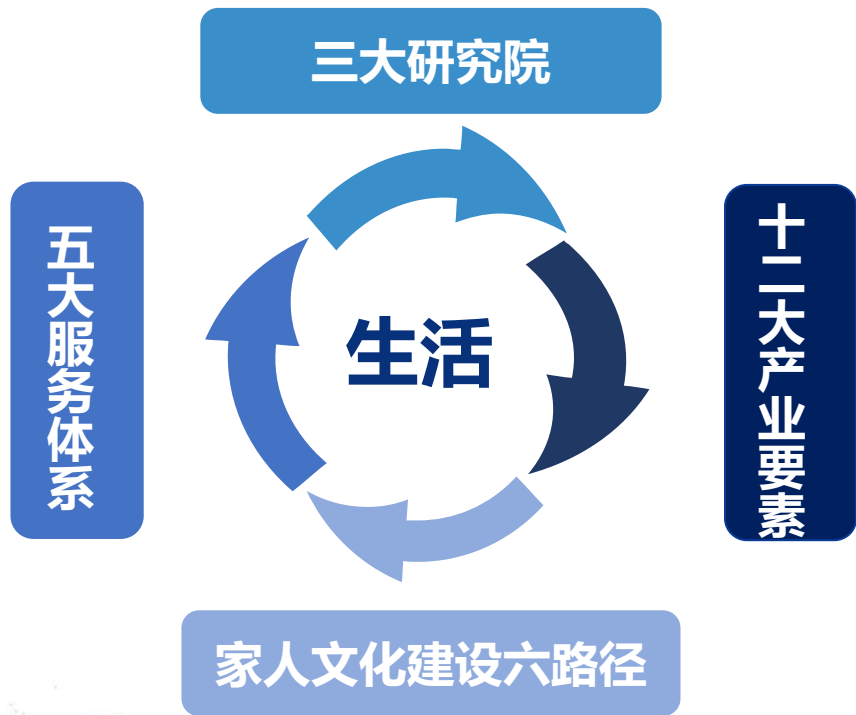 三大研究院
五大服务体系
生活
十二大产业要素
家人文化建设六路径